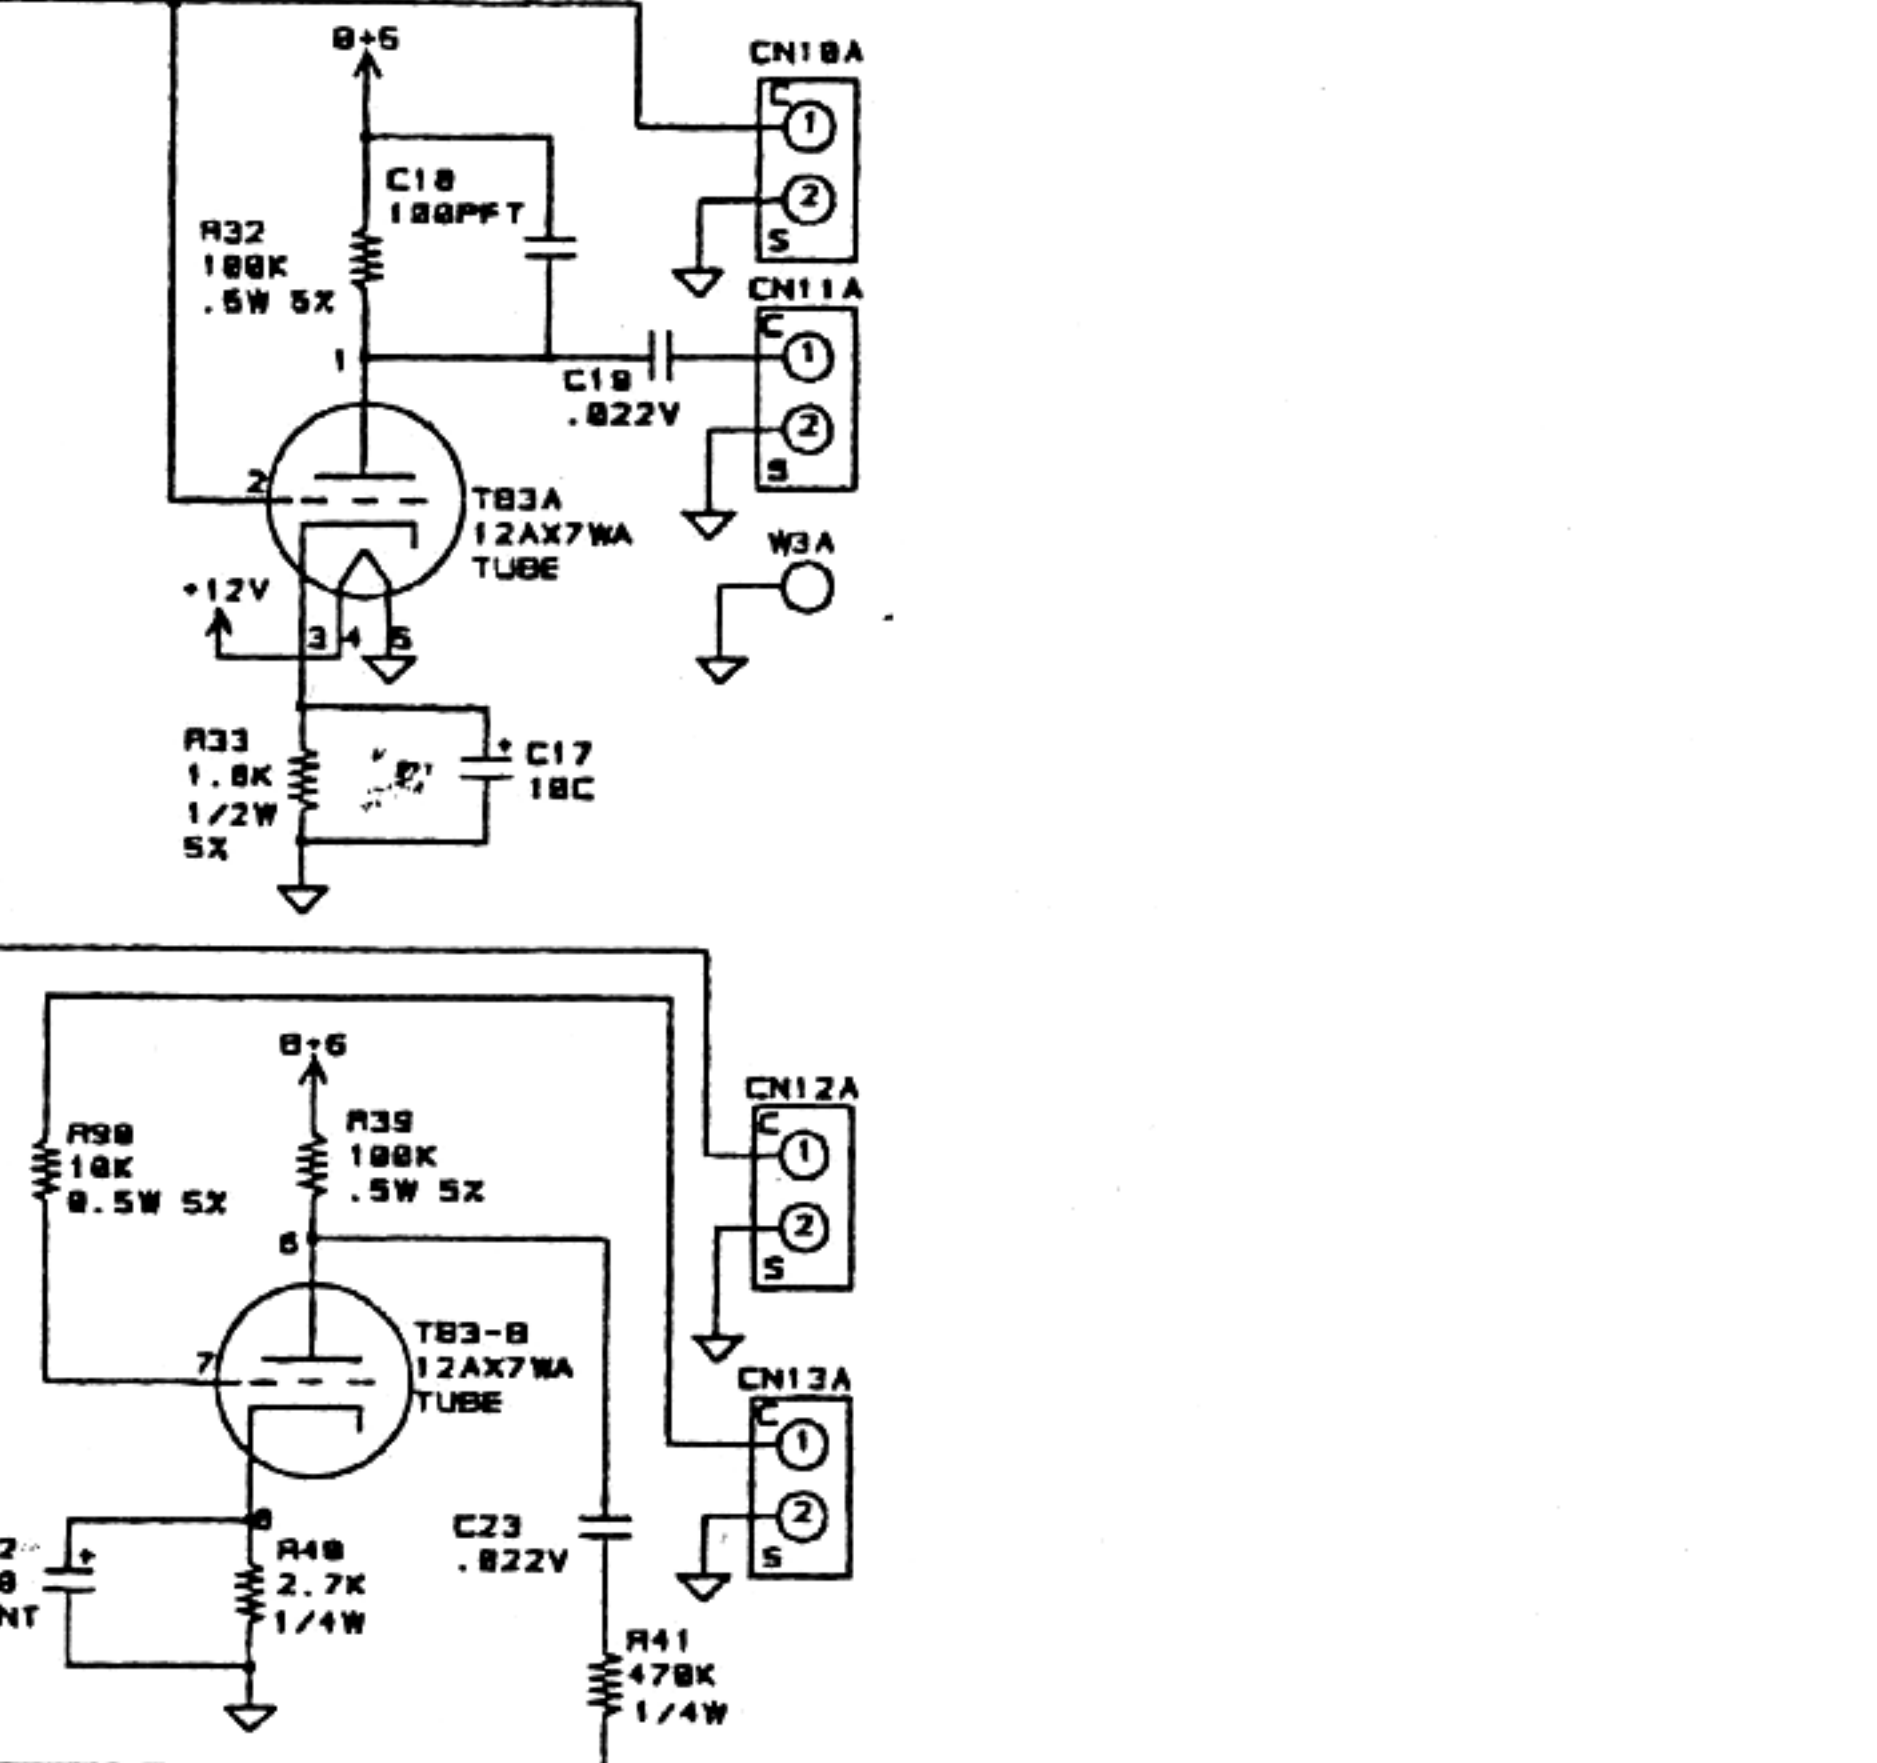 B+6
CN10A
C
1
C18
100PFT
2
R32
100K
.5W 5%
S
CN11A
C
1
1
C19
.022V
2
S
2
TB3A
12AX7WA
TUBE
W3A
+12V
3 4 5
R33
1.8K
1/2W
5%
+
C17
10C
B+6
CN12A
C
R39
100K
.5W 5%
R90
10K
0.5W 5%
1
6
2
S
TB3-B
12AX7WA
TUBE
7
CN13A
C
1
8
C23
.022V
2
S
2
+
R40
2.7K
1/4W
NT
R41
470K
1/4W